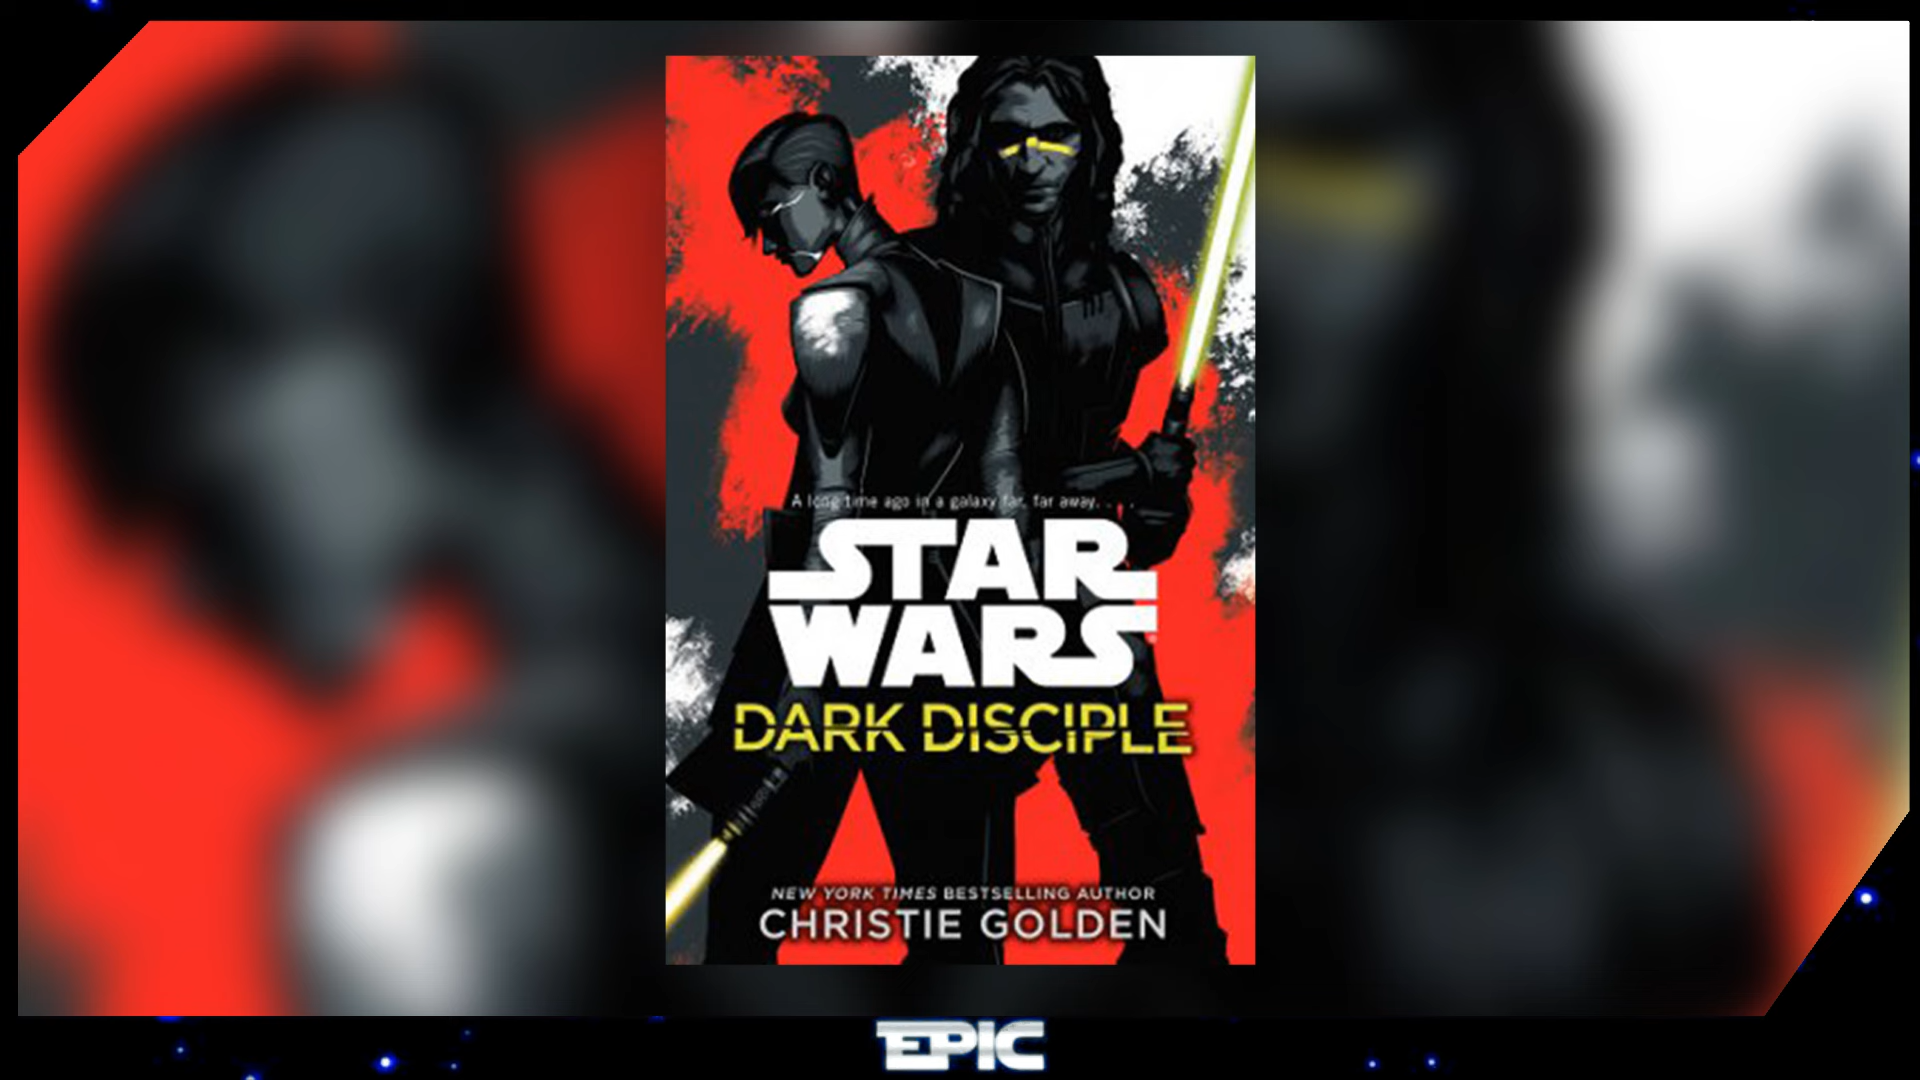 A long time ago in a galaxy far, far away. . . .
STAR
WARS
DARK DISCIPLE
NEW YORK TIMES BESTSELLING AUTHOR
CHRISTIE GOLDEN
EPIC